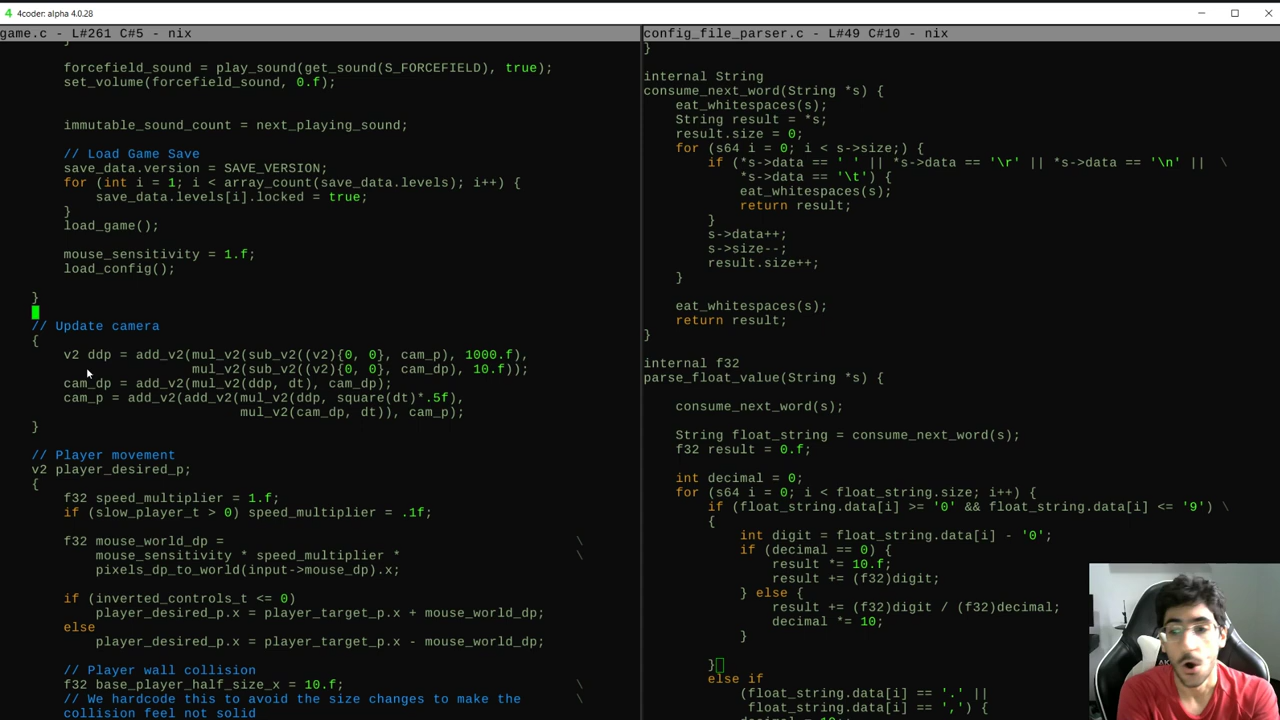 4coder: alpha 4.0.28
game.c - L#261 C#5 - nix
}
forcefield_sound = play_sound(get_sound(S_FORCEFIELD), true);
set_volume(forcefield_sound, 0.f);
immutable_sound_count = next_playing_sound;
// Load Game Save
save_data.version = SAVE_VERSION;
for (int i = 1; i < array_count(save_data.levels); i++) {
save_data.levels[i].locked = true;
}
load_game();
mouse_sensitivity = 1.f;
load_config();
}
// Update camera
{
v2 ddp = add_v2(mul_v2(sub_v2((v2){0, 0}, cam_p), 1000.f),
mul_v2(sub_v2((v2){0, 0}, cam_dp), 10.f));
cam_dp = add_v2(mul_v2(ddp, dt), cam_dp);
cam_p = add_v2(add_v2(mul_v2(ddp, square(dt)*.5f),
mul_v2(cam_dp, dt)), cam_p);
}
// Player movement
v2 player_desired_p;
{
f32 speed_multiplier = 1.f;
if (slow_player_t > 0) speed_multiplier = .1f;
f32 mouse_world_dp = \
mouse_sensitivity * speed_multiplier * \
pixels_dp_to_world(input->mouse_dp).x;
if (inverted_controls_t <= 0)
player_desired_p.x = player_target_p.x + mouse_world_dp;
else
player_desired_p.x = player_target_p.x - mouse_world_dp;
// Player wall collision
f32 base_player_half_size_x = 10.f; \
// We hardcode this to avoid the size changes to make the \
collision feel not solid
config_file_parser.c - L#49 C#10 - nix
}
internal String
consume_next_word(String *s) {
eat_whitespaces(s);
String result = *s;
result.size = 0;
for (s64 i = 0; i < s->size;) {
if (*s->data == ' ' || *s->data == '\r' || *s->data == '\n' || \
*s->data == '\t') {
eat_whitespaces(s);
return result;
}
s->data++;
s->size--;
result.size++;
}
eat_whitespaces(s);
return result;
}
internal f32
parse_float_value(String *s) {
consume_next_word(s);
String float_string = consume_next_word(s);
f32 result = 0.f;
int decimal = 0;
for (s64 i = 0; i < float_string.size; i++) {
if (float_string.data[i] >= '0' && float_string.data[i] <= '9') \
{
int digit = float_string.data[i] - '0';
if (decimal == 0) {
result *= 10.f;
result += (f32)digit;
} else {
result += (f32)digit / (f32)decimal;
decimal *= 10;
}
}
else if
(float_string.data[i] == '.' || \
float_string.data[i] == ',') { \